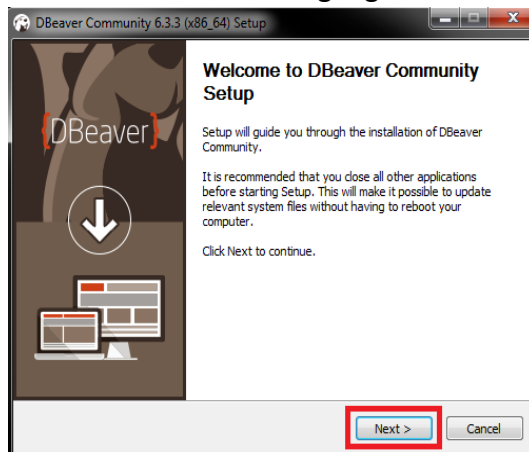 DBeaver Community 6.3.3 (x86_64) Setup
{DBeaver}
Welcome to DBeaver Community
Setup
Setup will guide you through the installation of DBeaver
Community.
It is recommended that you close all other applications
before starting Setup. This will make it possible to update
relevant system files without having to reboot your
computer.
Click Next to continue.
Next >
Cancel